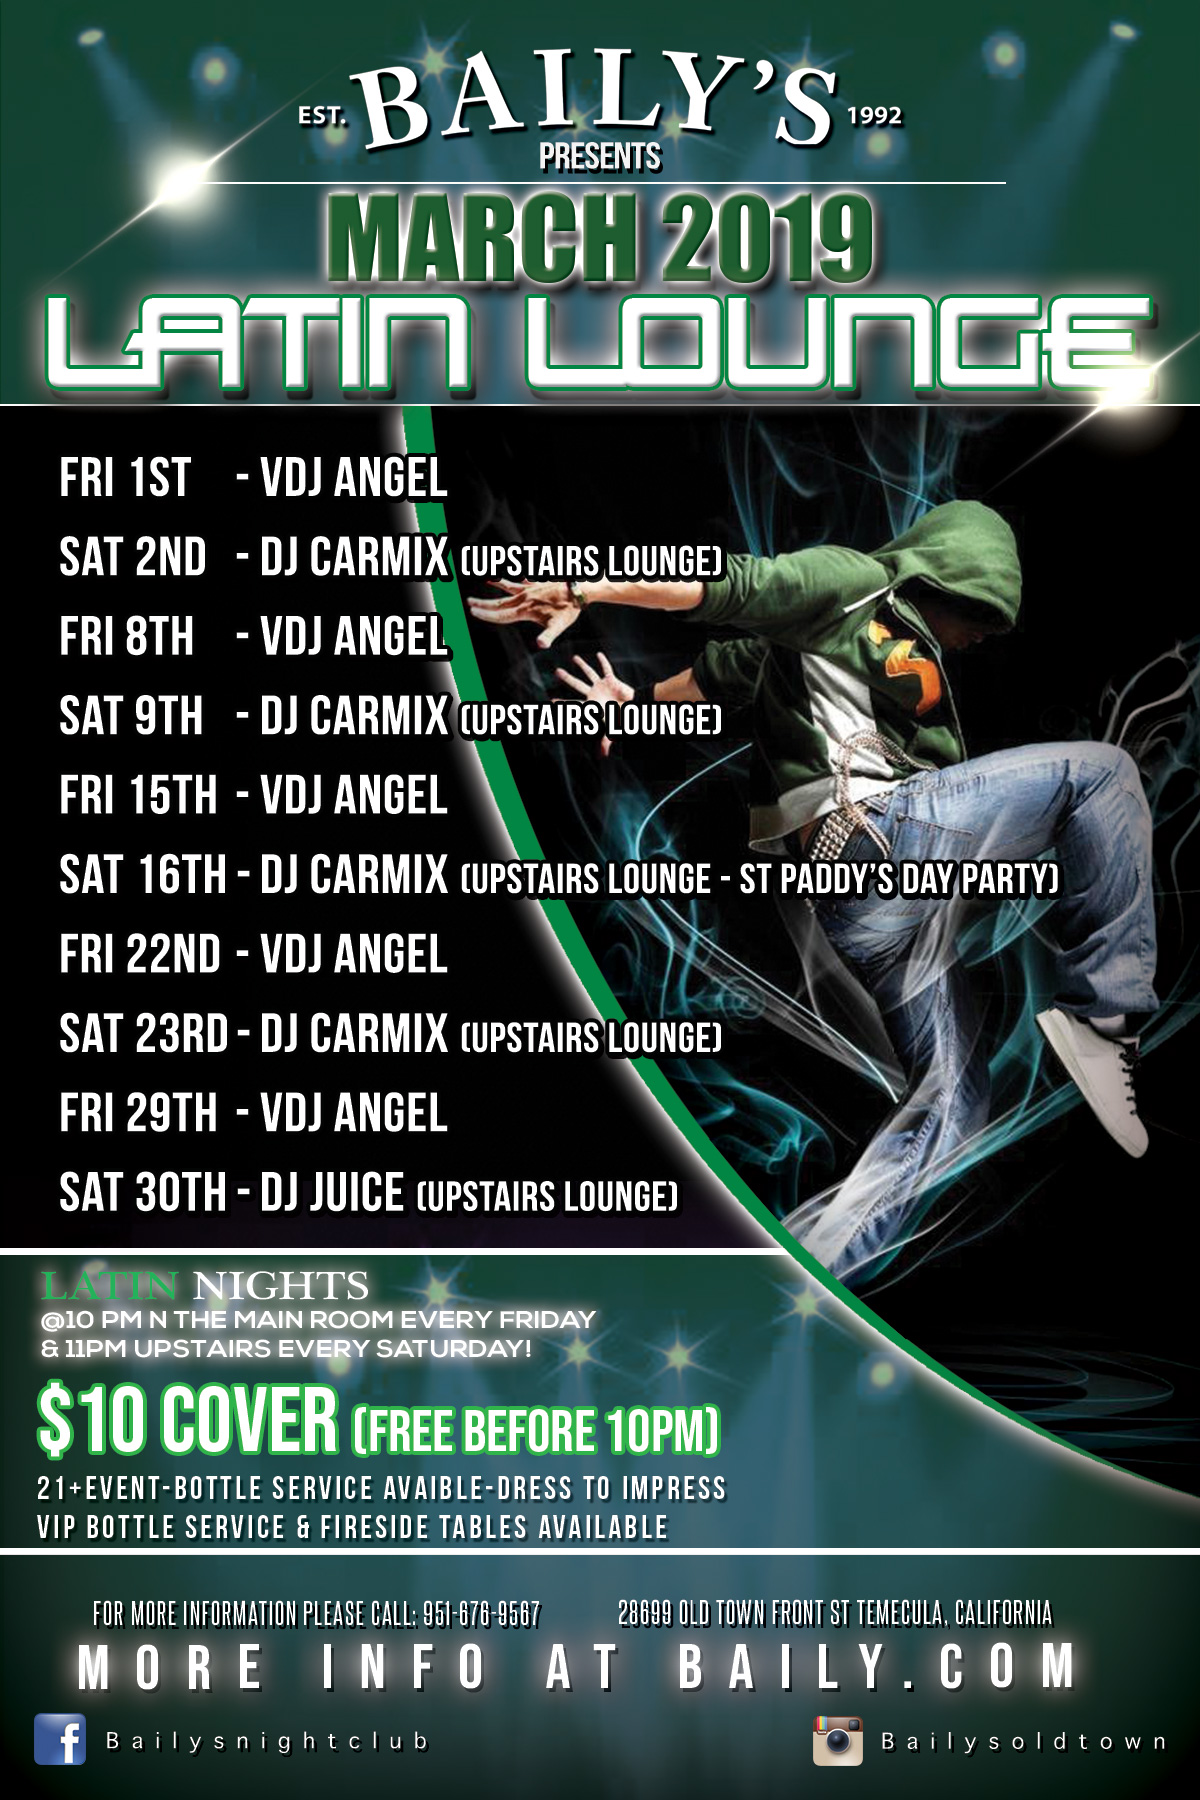 EST. BAILY'S 1992
PRESENTS
MARCH 2019
LATIN LOUNGE
FRI 1ST - VDJ ANGEL
SAT 2ND - DJ CARMIX (UPSTAIRS LOUNGE)
FRI 8TH - VDJ ANGEL
SAT 9TH - DJ CARMIX (UPSTAIRS LOUNGE)
FRI 15TH - VDJ ANGEL
SAT 16TH - DJ CARMIX (UPSTAIRS LOUNGE - ST PADDY'S DAY PARTY)
FRI 22ND - VDJ ANGEL
SAT 23RD - DJ CARMIX (UPSTAIRS LOUNGE)
FRI 29TH - VDJ ANGEL
SAT 30TH - DJ JUICE (UPSTAIRS LOUNGE)
LATIN NIGHTS
@10 PM N THE MAIN ROOM EVERY FRIDAY
& 11PM UPSTAIRS EVERY SATURDAY!
$10 COVER (FREE BEFORE 10PM)
21+EVENT-BOTTLE SERVICE AVAIBLE-DRESS TO IMPRESS
VIP BOTTLE SERVICE & FIRESIDE TABLES AVAILABLE
FOR MORE INFORMATION PLEASE CALL: 951-676-9567 28699 OLD TOWN FRONT ST TEMECULA, CALIFORNIA
MORE INFO AT BAILY.COM
Bailysnightclub Bailysoldtown